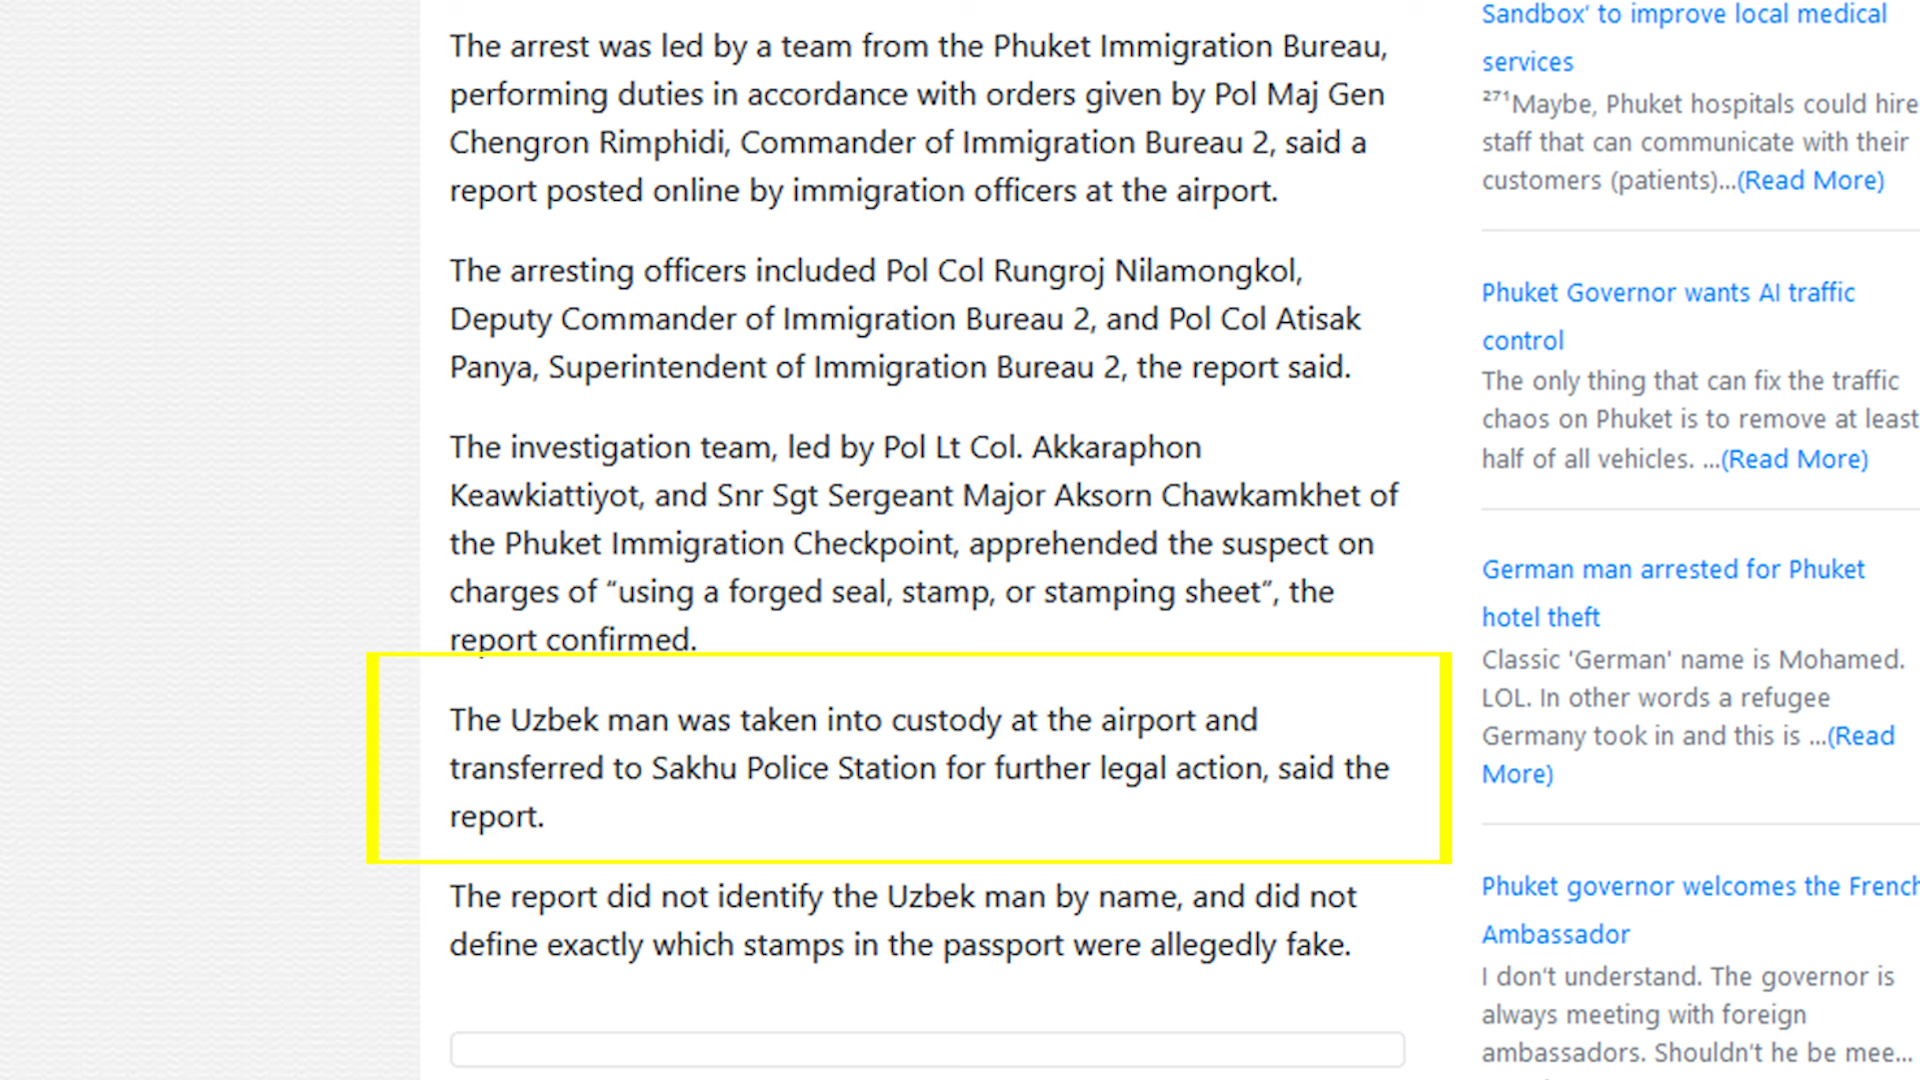 The arrest was led by a team from the Phuket Immigration Bureau,
performing duties in accordance with orders given by Pol Maj Gen
Chengron Rimphidi, Commander of Immigration Bureau 2, said a
report posted online by immigration officers at the airport.
The arresting officers included Pol Col Rungroj Nilamongkol,
Deputy Commander of Immigration Bureau 2, and Pol Col Atisak
Panya, Superintendent of Immigration Bureau 2, the report said.
The investigation team, led by Pol Lt Col. Akkaraphon
Keawkiattiyot, and Snr Sgt Sergeant Major Aksorn Chawkamkhet of
the Phuket Immigration Checkpoint, apprehended the suspect on
charges of “using a forged seal, stamp, or stamping sheet”, the
report confirmed.
The Uzbek man was taken into custody at the airport and
transferred to Sakhu Police Station for further legal action, said the
report.
The report did not identify the Uzbek man by name, and did not
define exactly which stamps in the passport were allegedly fake.
Sandbox’ to improve local medical
services
²⁷¹Maybe, Phuket hospitals could hire
staff that can communicate with their
customers (patients)...(Read More)
Phuket Governor wants AI traffic
control
The only thing that can fix the traffic
chaos on Phuket is to remove at least
half of all vehicles. ...(Read More)
German man arrested for Phuket
hotel theft
Classic 'German' name is Mohamed.
LOL. In other words a refugee
Germany took in and this is ...(Read
More)
Phuket governor welcomes the French
Ambassador
I don’t understand. The governor is
always meeting with foreign
ambassadors. Shouldn’t he be mee...